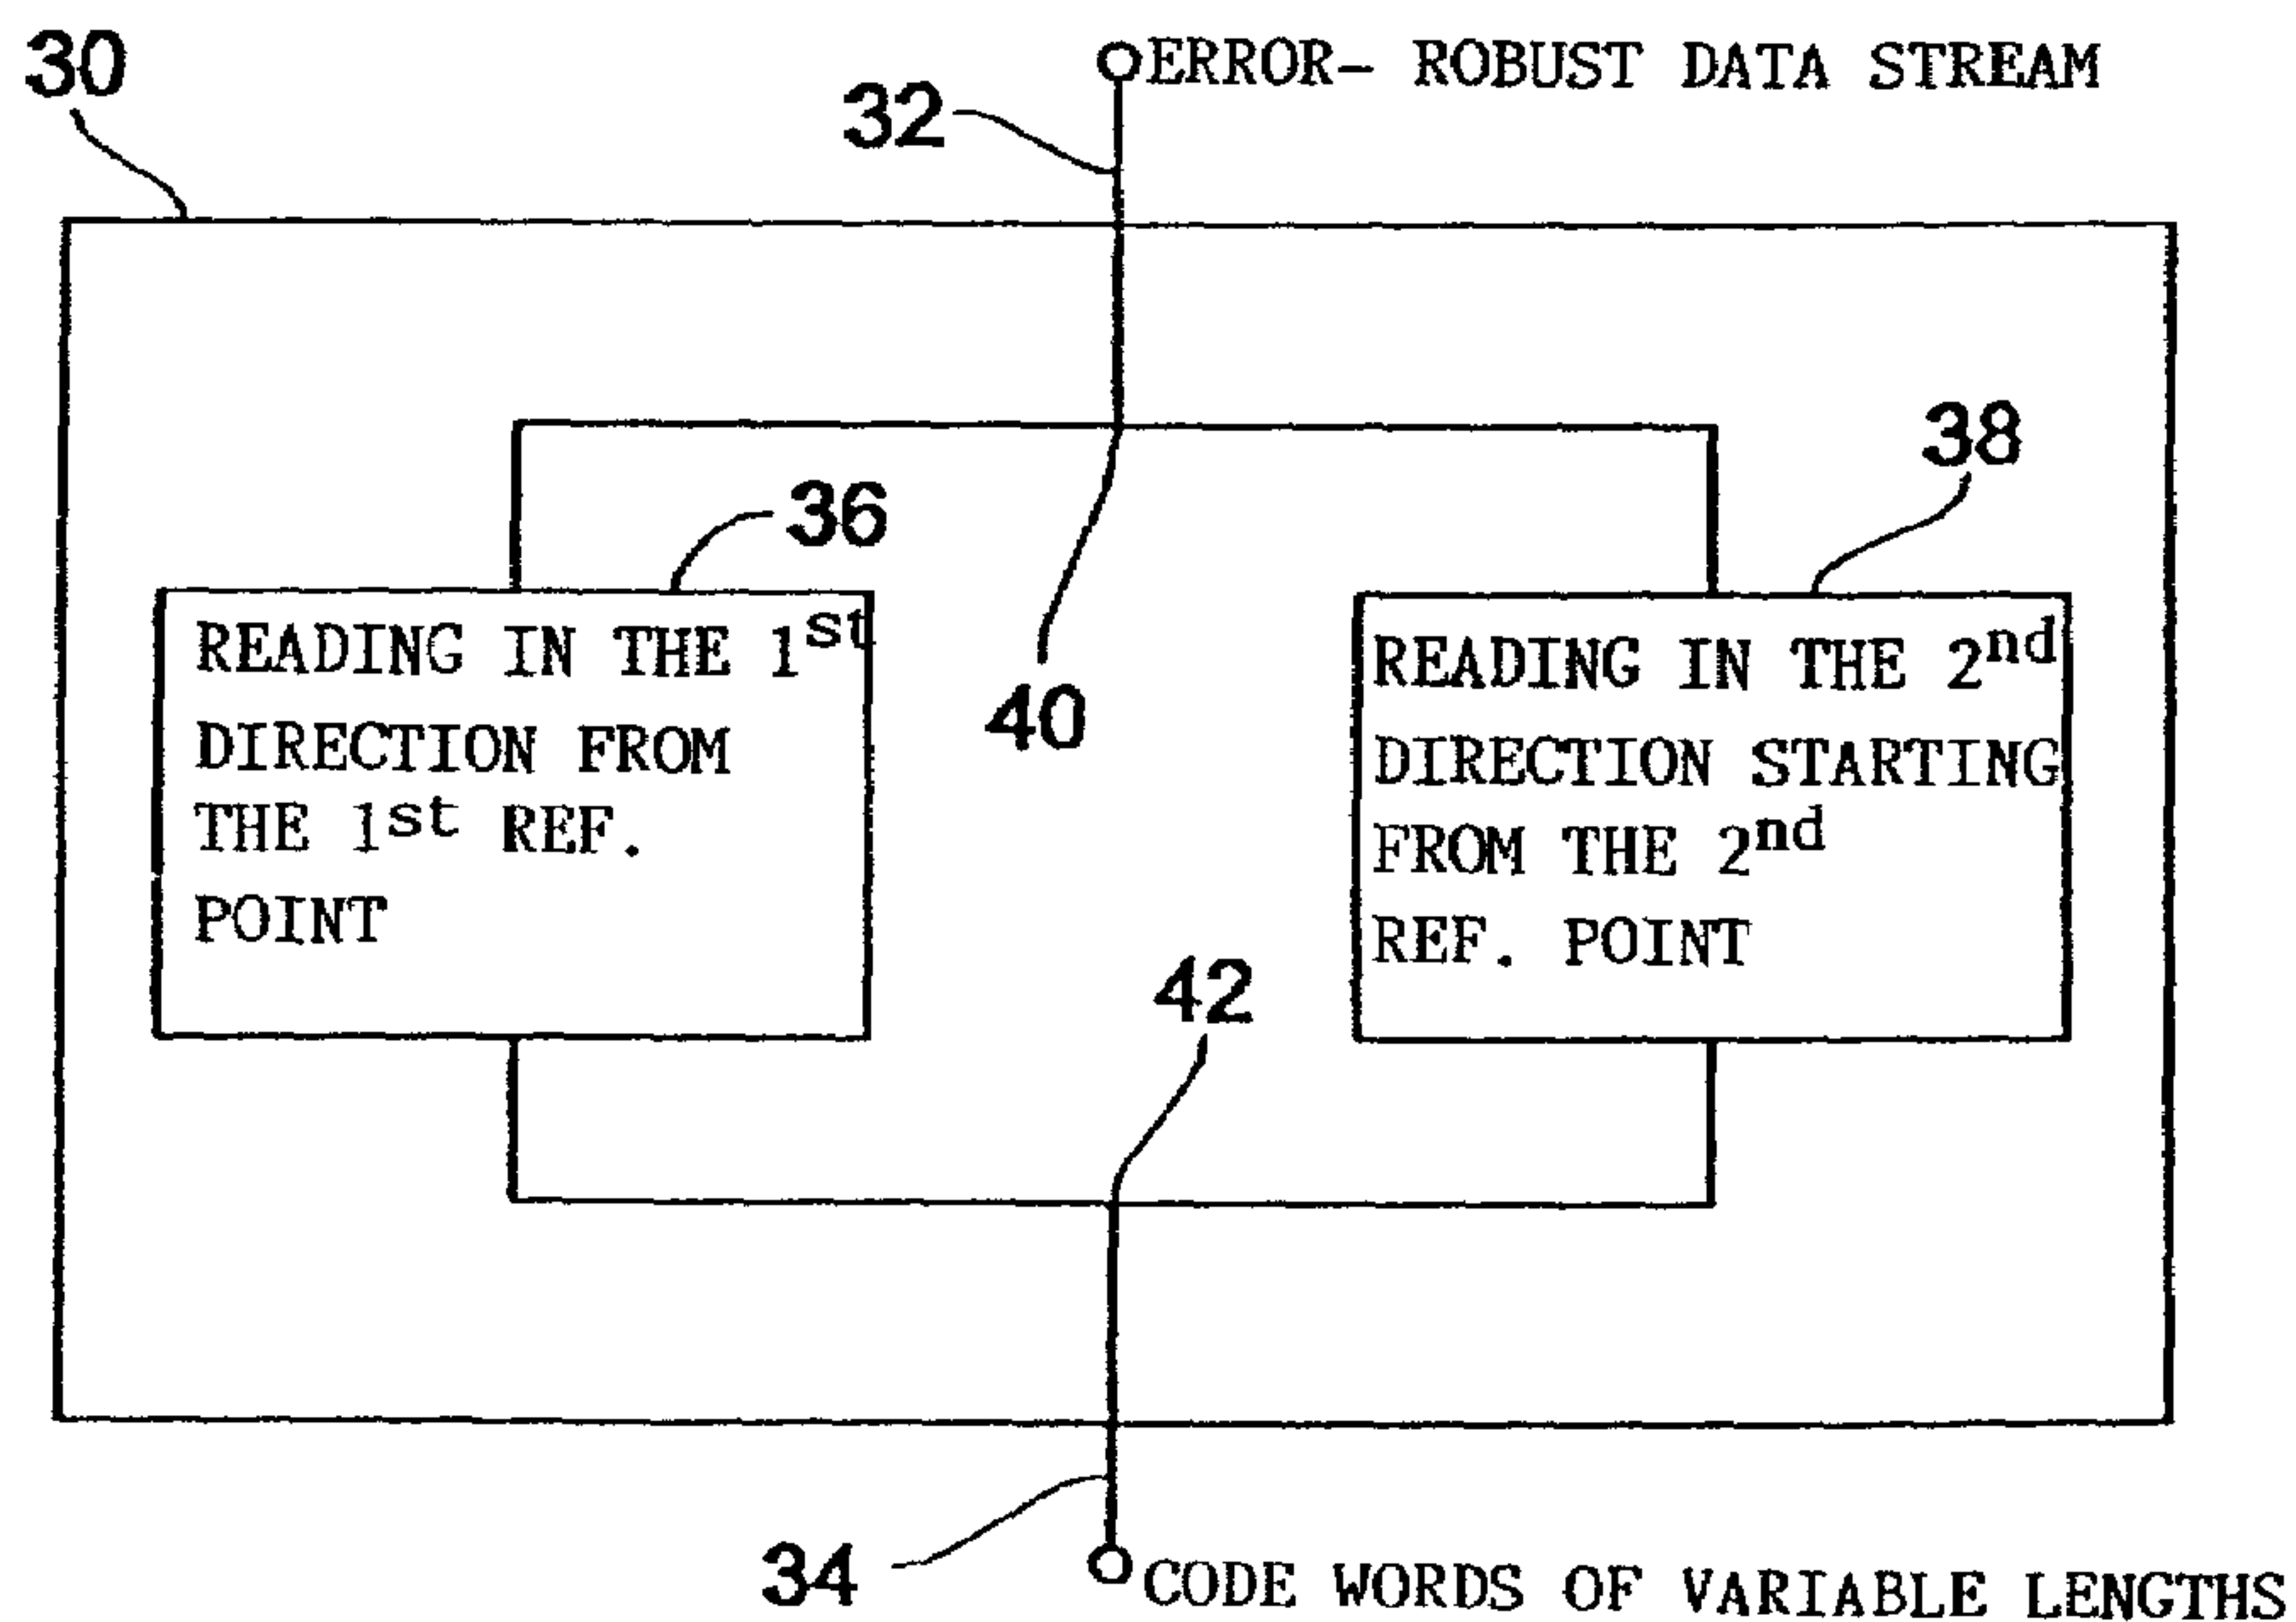 30
ERROR- ROBUST DATA STREAM
32
38
36
READING IN THE 1st
DIRECTION FROM
THE 1st REF.
POINT
READING IN THE 2nd
DIRECTION STARTING
FROM THE 2nd
REF. POINT
40
42
34
CODE WORDS OF VARIABLE LENGTHS